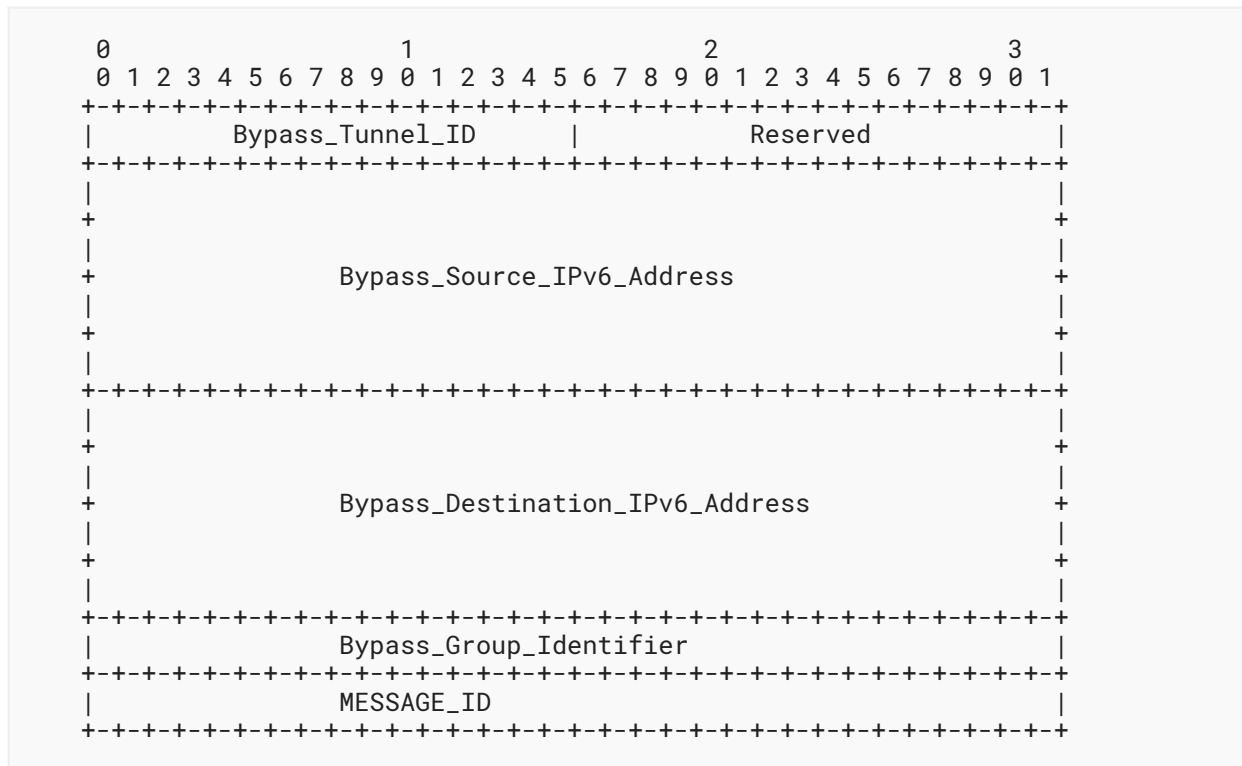 0                   1                   2                   3
 0 1 2 3 4 5 6 7 8 9 0 1 2 3 4 5 6 7 8 9 0 1 2 3 4 5 6 7 8 9 0 1
+-+-+-+-+-+-+-+-+-+-+-+-+-+-+-+-+-+-+-+-+-+-+-+-+-+-+-+-+-+-+-+-+
|         Bypass_Tunnel_ID      |           Reserved            |
+-+-+-+-+-+-+-+-+-+-+-+-+-+-+-+-+-+-+-+-+-+-+-+-+-+-+-+-+-+-+-+-+
|                                                               |
+                                                               +
|                                                               |
+                Bypass_Source_IPv6_Address                     +
|                                                               |
+                                                               +
|                                                               |
+-+-+-+-+-+-+-+-+-+-+-+-+-+-+-+-+-+-+-+-+-+-+-+-+-+-+-+-+-+-+-+-+
|                                                               |
+                                                               +
|                                                               |
+                Bypass_Destination_IPv6_Address                +
|                                                               |
+                                                               +
|                                                               |
+-+-+-+-+-+-+-+-+-+-+-+-+-+-+-+-+-+-+-+-+-+-+-+-+-+-+-+-+-+-+-+-+
|                Bypass_Group_Identifier                        |
+-+-+-+-+-+-+-+-+-+-+-+-+-+-+-+-+-+-+-+-+-+-+-+-+-+-+-+-+-+-+-+-+
|                MESSAGE_ID                                     |
+-+-+-+-+-+-+-+-+-+-+-+-+-+-+-+-+-+-+-+-+-+-+-+-+-+-+-+-+-+-+-+-+